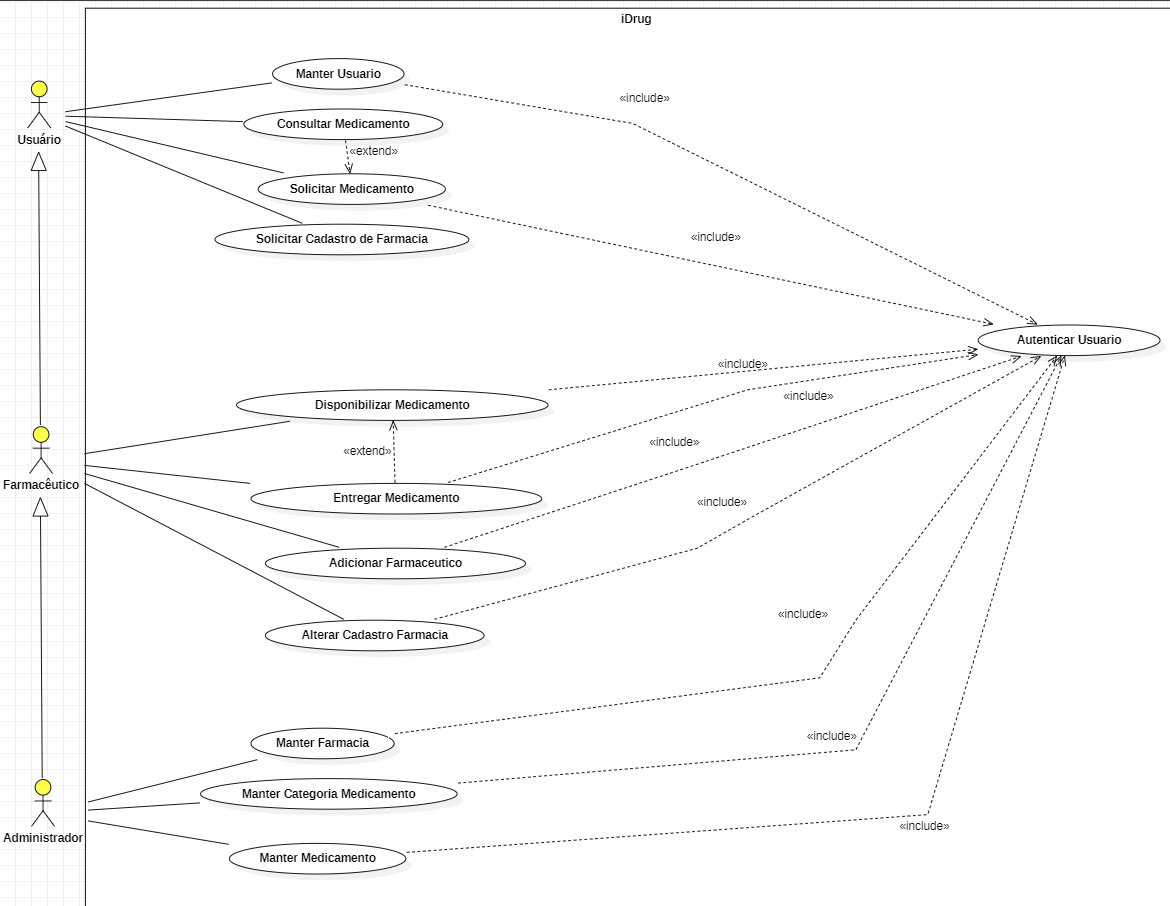 iDrug
Manter Usuario
«include»
Consultar Medicamento
Usuário
«extend»
Solicitar Medicamento
«include»
Solicitar Cadastro de Farmacia
Autenticar Usuario
«include»
«include»
Disponibilizar Medicamento
«include»
«extend»
Farmacêutico
Entregar Medicamento
«include»
Adicionar Farmaceutico
«include»
Alterar Cadastro Farmacia
«include»
Manter Farmacia
Manter Categoria Medicamento
«include»
Administrador
Manter Medicamento